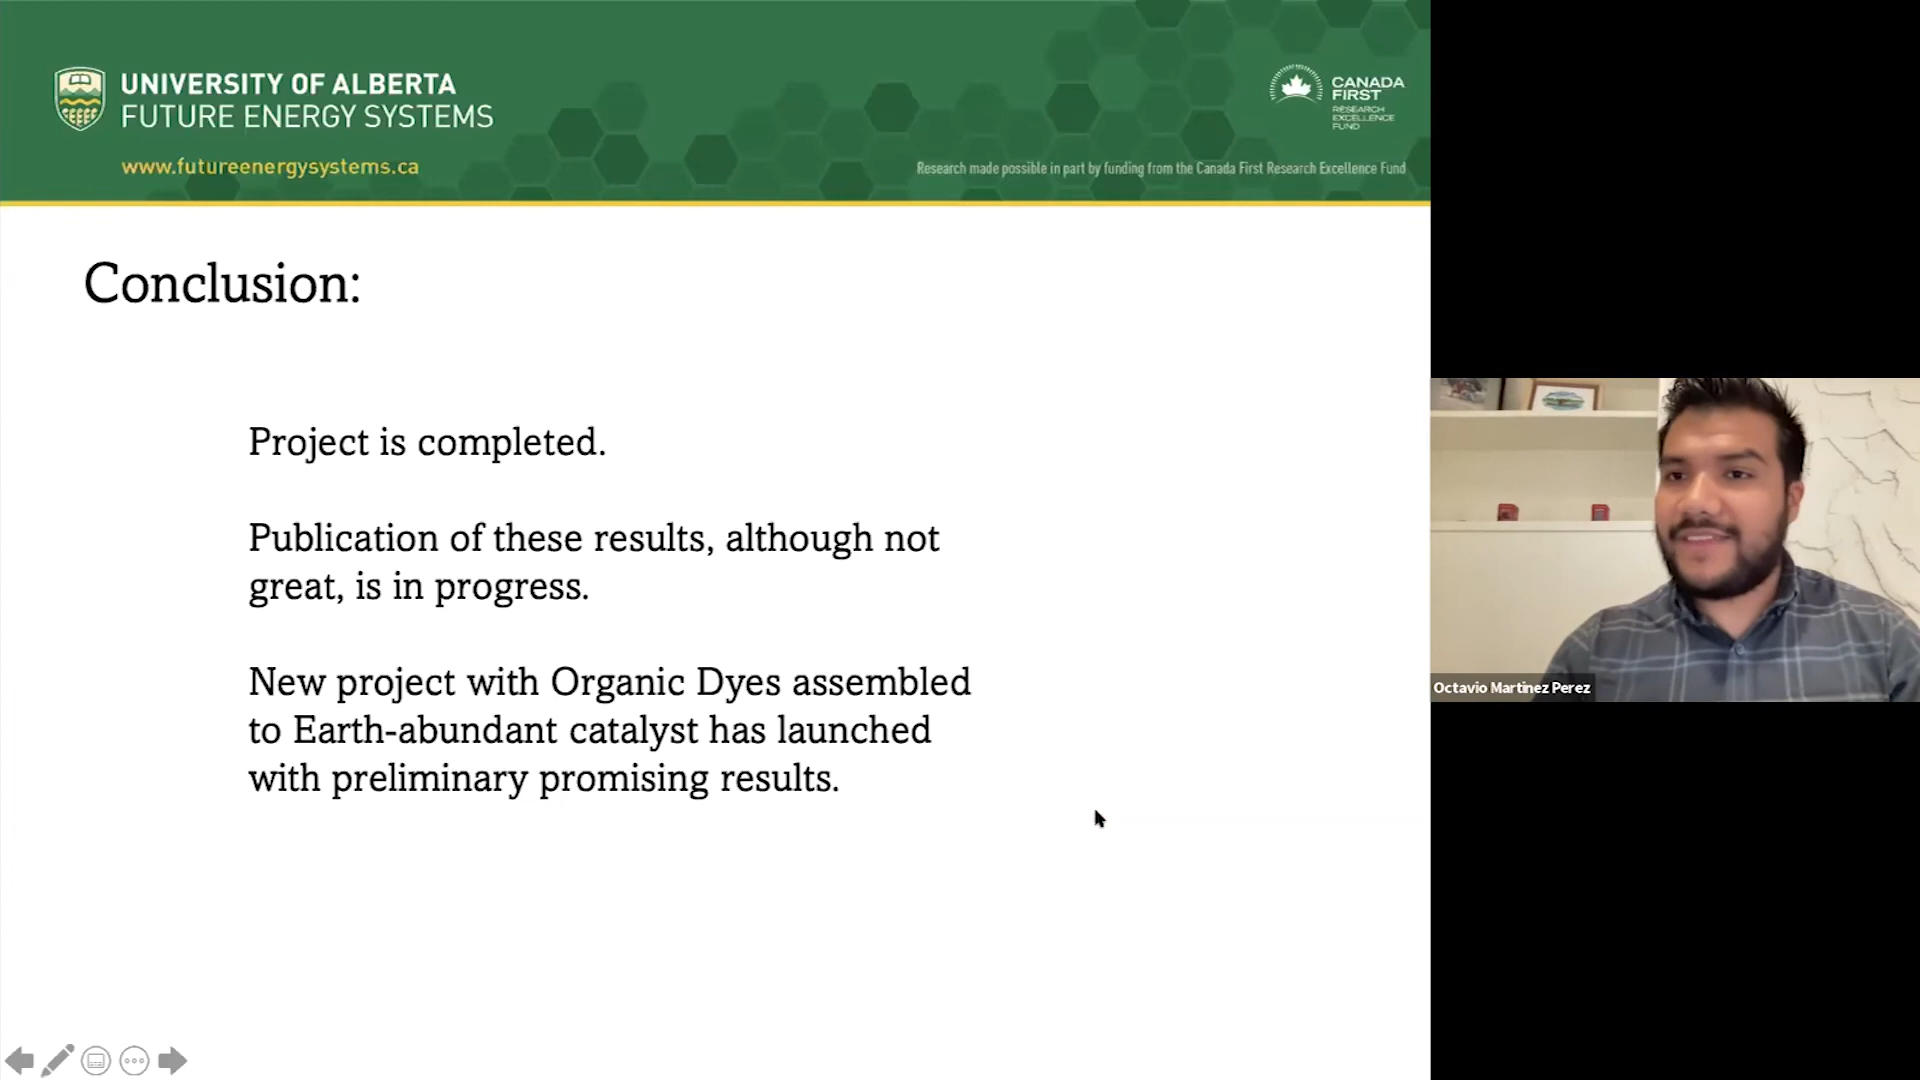 UNIVERSITY OF ALBERTA
FUTURE ENERGY SYSTEMS
www.futureenergysystems.ca
CANADA
FIRST
RESEARCH
EXCELLENCE
FUND
Research made possible in part by funding from the Canada First Research Excellence Fund
Conclusion:
Project is completed.
Publication of these results, although not
great, is in progress.
New project with Organic Dyes assembled
to Earth-abundant catalyst has launched
with preliminary promising results.
Octavio Martinez Perez